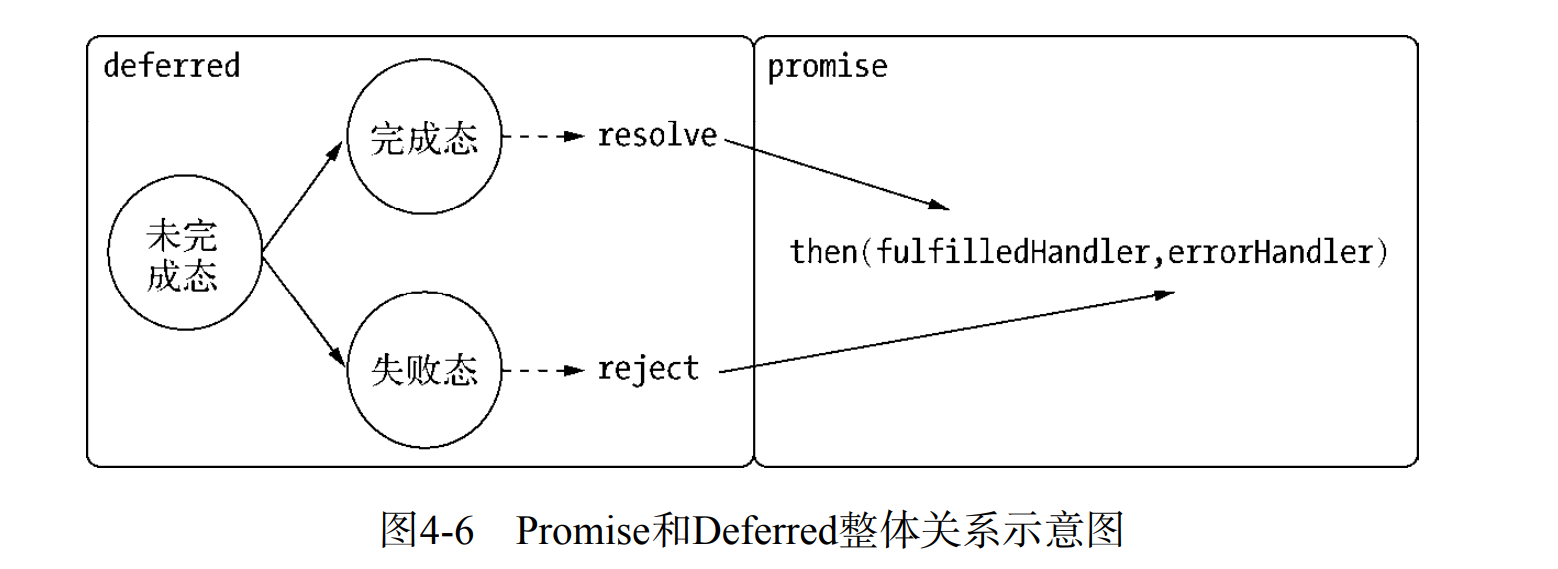 deferred
promise
完成态
resolve
未完
成态
then(fulfilledHandler,errorHandler)
失败态
reject
图4-6 Promise和Deferred整体关系示意图